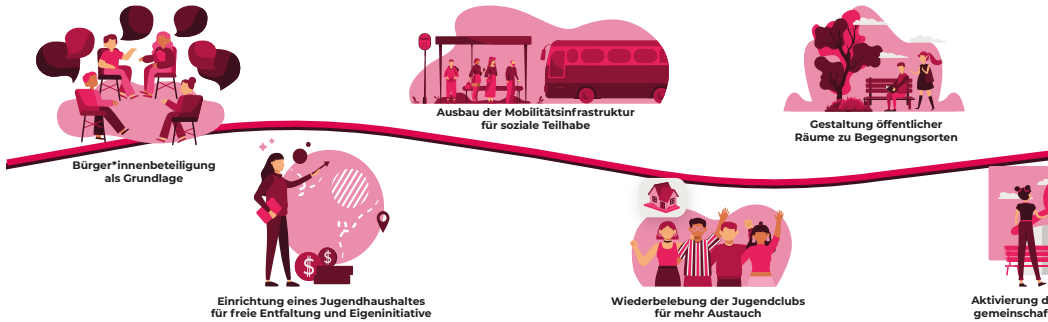 Bürger*innenbeteiligung
als Grundlage
Einrichtung eines Jugendhaushaltes
für freie Entfaltung und Eigeninitiative
$
$
Ausbau der Mobilitätsinfrastruktur
für soziale Teilhabe
Wiederbelebung der Jugendclubs
für mehr Austauch
Gestaltung öffentlicher
Räume zu Begegnungsorten
Aktivierung